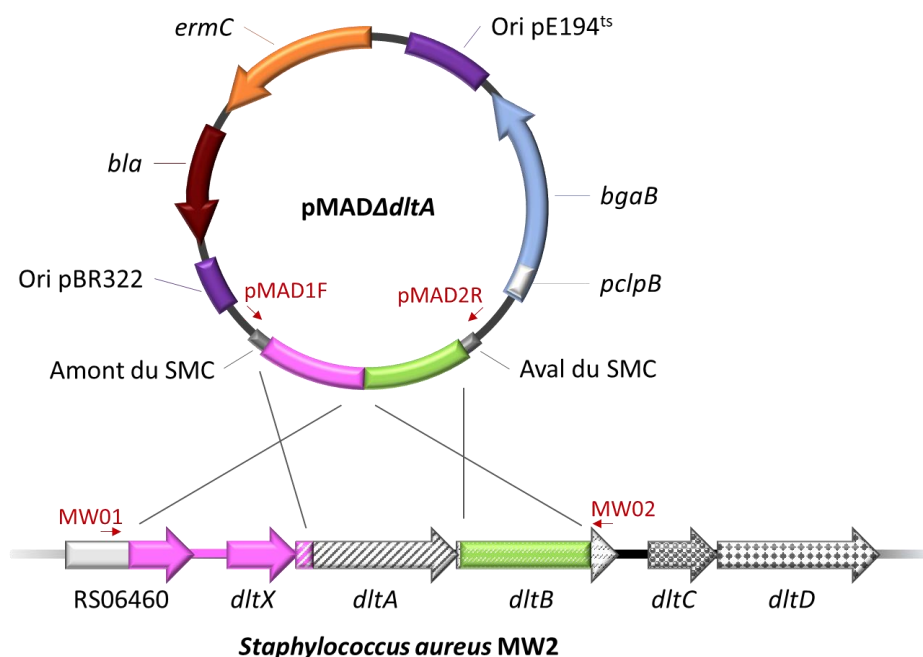 ermC
Ori pE194ts
bla
bgaB
pMADΔdltA
Ori pBR322
pMAD1F
pMAD2R
pclpB
Amont du SMC
Aval du SMC
MW01
MW02
RS06460
dltX
dltA
dltB
dltC
dltD
Staphylococcus aureus MW2